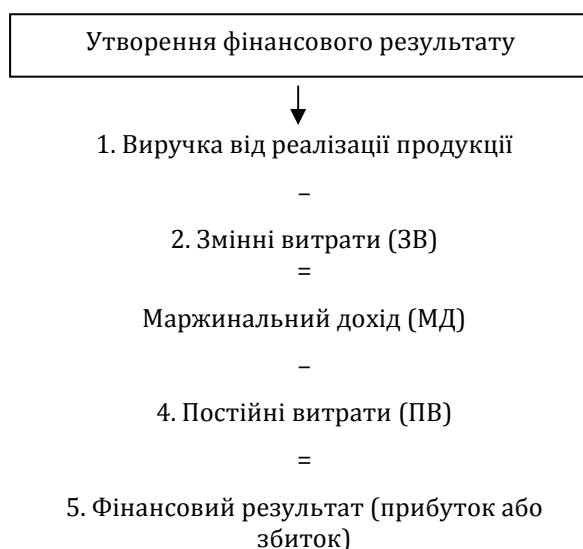 Утворення фінансового результату
1. Виручка від реалізації продукції
–
2. Змінні витрати (ЗВ)
=
Маржинальний дохід (МД)
–
4. Постійні витрати (ПВ)
=
5. Фінансовий результат (прибуток або
збиток)